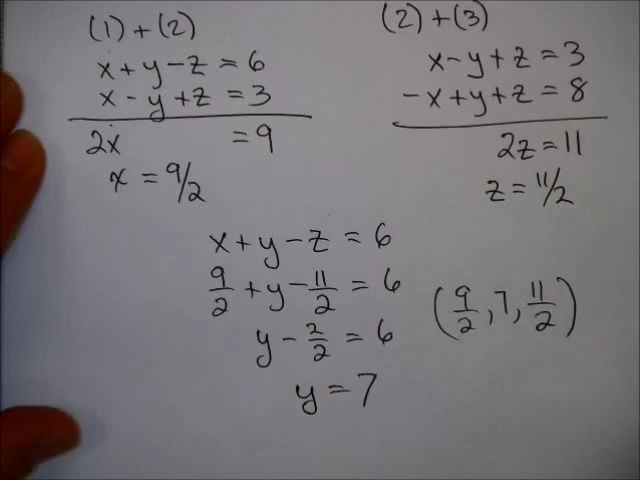 (1) + (2)
x + y − z = 6
x − y + z = 3
2x = 9
x = 9/2
(2) + (3)
x − y + z = 3
− x + y + z = 8
2z = 11
z = 11/2
x + y − z = 6
9/2 + y − 11/2 = 6
y − 2/2 = 6
y = 7
(9/2, 7, 11/2)